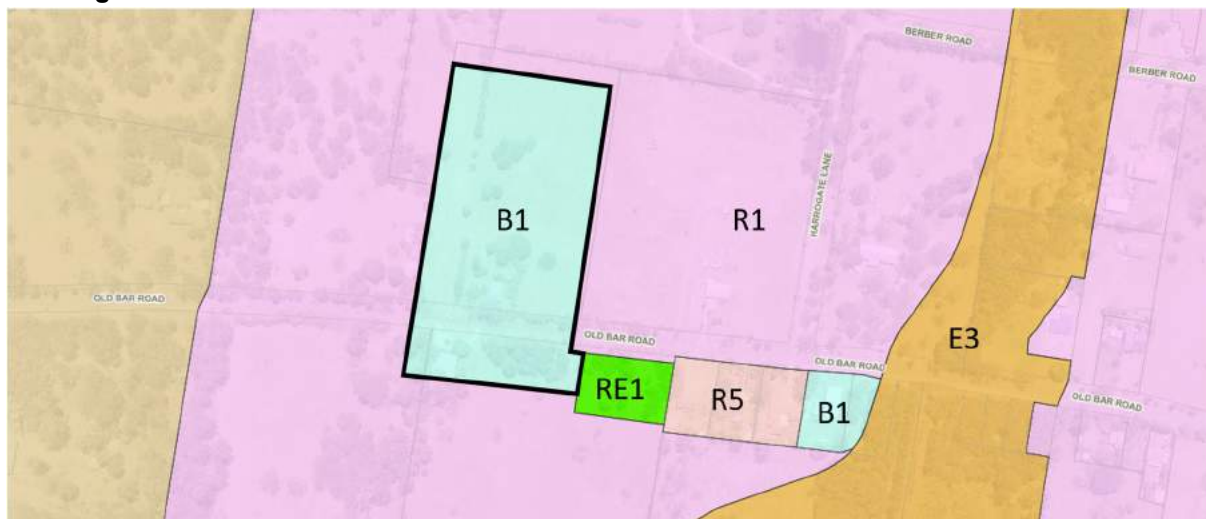 BERBER ROAD
BERBER ROAD
B1
R1
HARROGATE LANE
OLD BAR ROAD
OLD BAR ROAD
E3
OLD BAR ROAD
RE1
R5
B1
OLD BAR ROAD